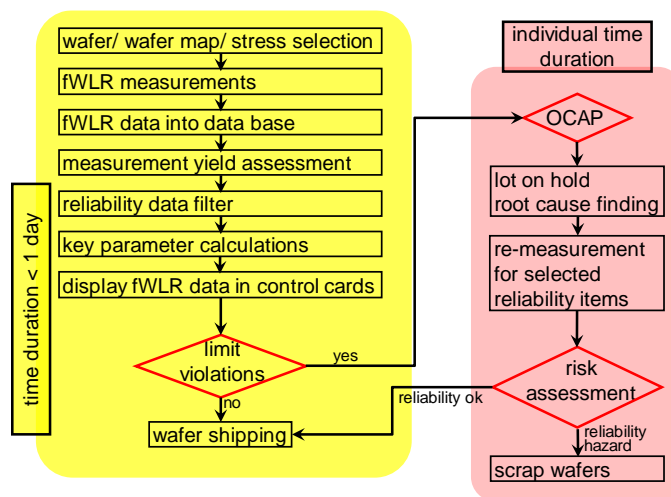 wafer/ wafer map/ stress selection
fWLR measurements
fWLR data into data base
measurement yield assessment
reliability data filter
key parameter calculations
display fWLR data in control cards
limit
violations
yes
no
wafer shipping
time duration < 1 day
individual time
duration
OCAP
lot on hold
root cause finding
re-measurement
for selected
reliability items
risk
assessment
reliability ok
reliability
hazard
scrap wafers